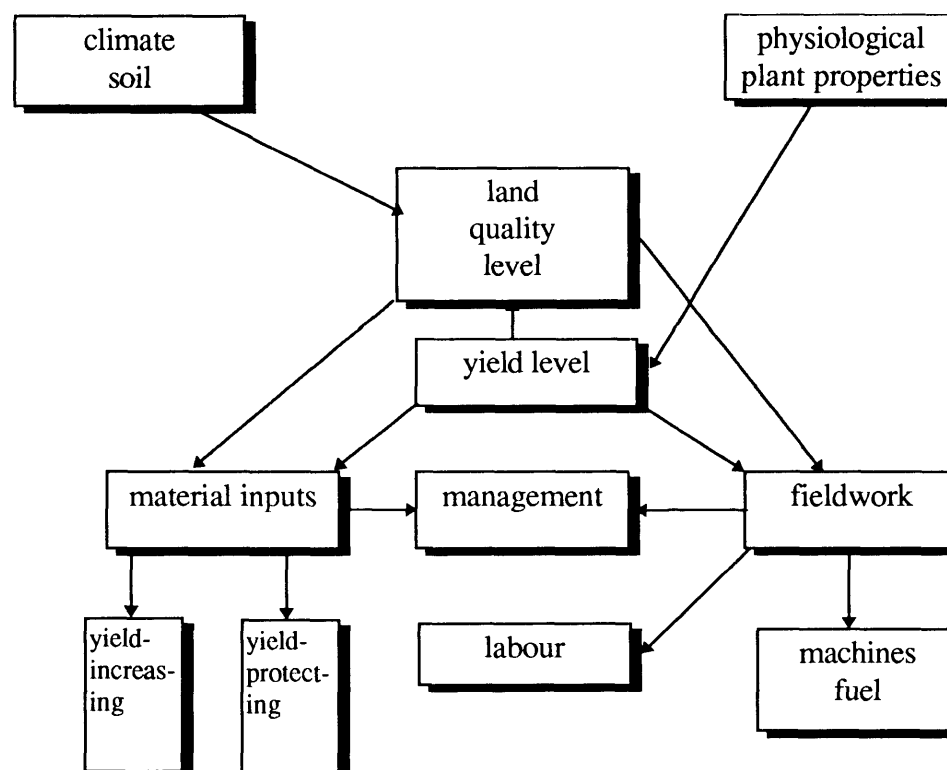 climate
soil
physiological
plant properties
land
quality
level
yield level
material inputs
management
fieldwork
yield-
increas-
ing
yield-
protect-
ing
labour
machines
fuel